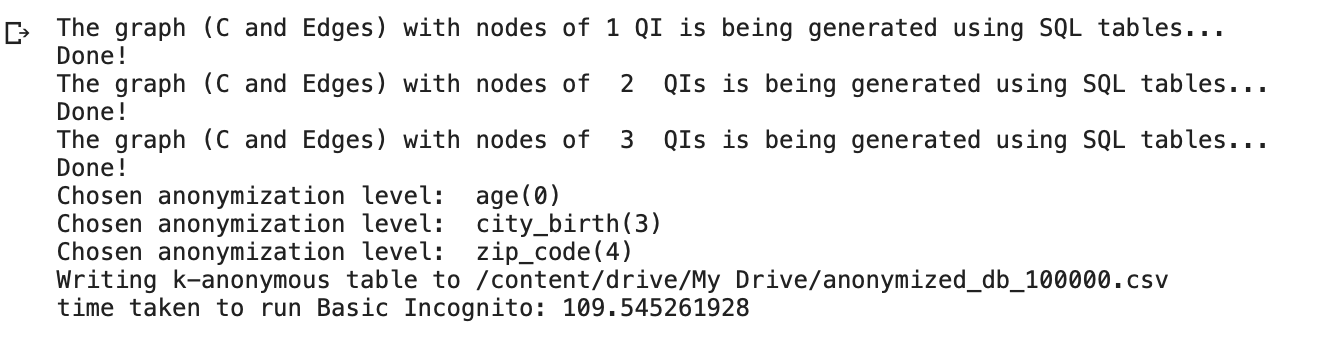 The graph (C and Edges) with nodes of 1 QI is being generated using SQL tables...
Done!
The graph (C and Edges) with nodes of  2  QIs is being generated using SQL tables...
Done!
The graph (C and Edges) with nodes of  3  QIs is being generated using SQL tables...
Done!
Chosen anonymization level:  age(0)
Chosen anonymization level:  city_birth(3)
Chosen anonymization level:  zip_code(4)
Writing k-anonymous table to /content/drive/My Drive/anonymized_db_100000.csv
time taken to run Basic Incognito: 109.545261928